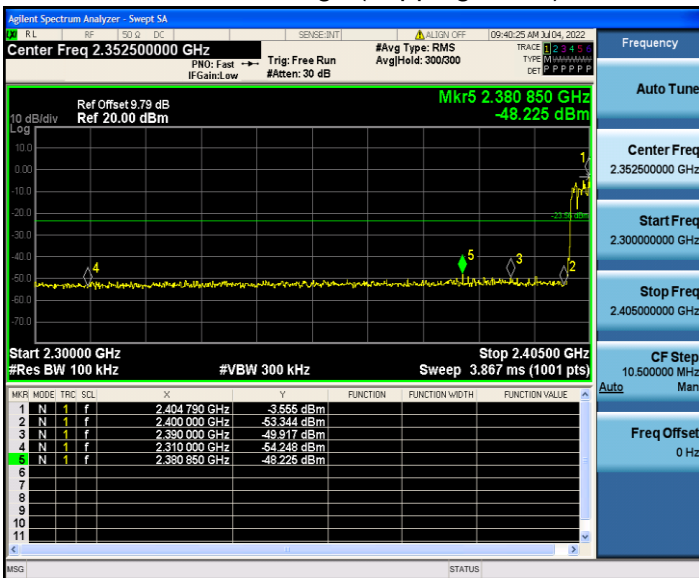 Agilent Spectrum Analyzer - Swept SA
RL RF 50 Ω DC SENSE:INT ALIGN OFF 09:40:25 AM Jul 04, 2022
Center Freq 2.352500000 GHz
PNO: Fast
IFGain:Low
Trig: Free Run
#Atten: 30 dB
#Avg Type: RMS
Avg|Hold: 300/300
TRACE 1 2 3 4 5 6
TYPE M
DET P P P P P P
Ref Offset 9.79 dB
10 dB/div Ref 20.00 dBm
Log
Mkr5 2.380 850 GHz
-48.225 dBm
10.0
0.00
-10.0
-20.0
-30.0
-40.0
-50.0
-60.0
-70.0
1
2
3
4
5
Start 2.30000 GHz Stop 2.40500 GHz
#Res BW 100 kHz #VBW 300 kHz Sweep 3.867 ms (1001 pts)
MKR MODE TRC SCL X Y FUNCTION FUNCTION WIDTH FUNCTION VALUE
1 N 1 f 2.404 790 GHz -3.555 dBm
2 N 1 f 2.400 000 GHz -53.344 dBm
3 N 1 f 2.390 000 GHz -49.917 dBm
4 N 1 f 2.310 000 GHz -54.248 dBm
5 N 1 f 2.380 850 GHz -48.225 dBm
6
7
8
9
10
11
MSG STATUS
Frequency
Auto Tune
Center Freq
2.352500000 GHz
Start Freq
2.300000000 GHz
Stop Freq
2.405000000 GHz
CF Step
10.500000 MHz
Auto Man
Freq Offset
0 Hz